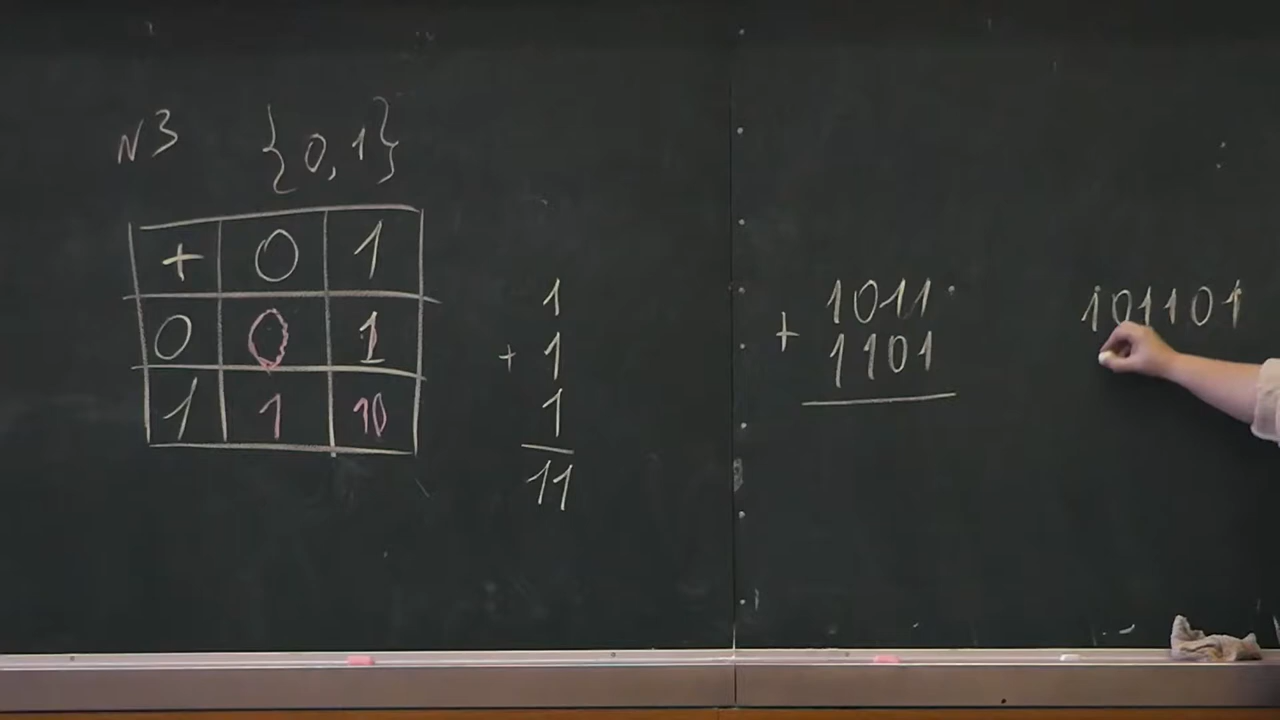 N3 {0, 1}
+ 0 1
0 0 1
1 1 10
1
+ 1
1
11
1011
+
1101
101101